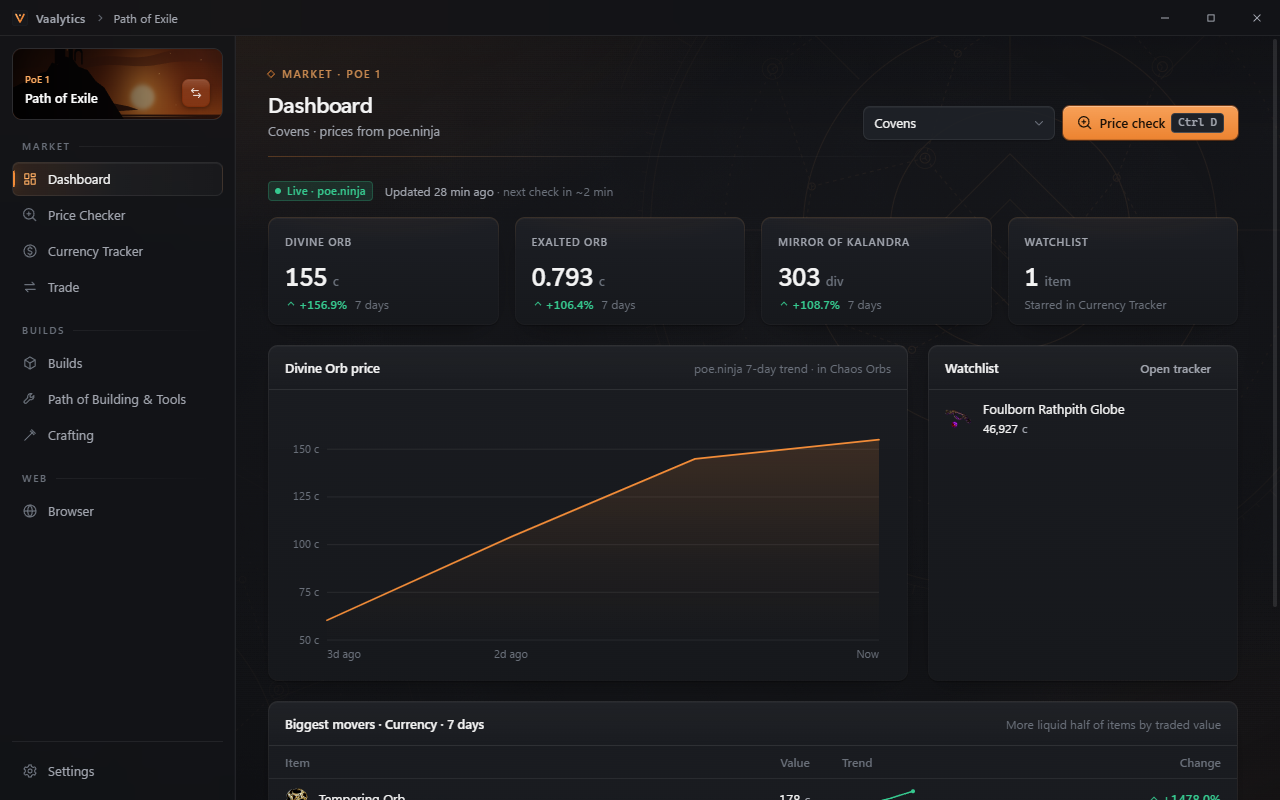 Vaalytics > Path of Exile
PoE 1
Path of Exile
MARKET
Dashboard
Price Checker
Currency Tracker
Trade
BUILDS
Builds
Path of Building & Tools
Crafting
WEB
Browser
Settings
MARKET · POE 1
Dashboard
Covens · prices from poe.ninja
Covens
Price check Ctrl D
Live · poe.ninja Updated 28 min ago · next check in ~2 min
DIVINE ORB
155 c
+156.9% 7 days
EXALTED ORB
0.793 c
+106.4% 7 days
MIRROR OF KALANDRA
303 div
+108.7% 7 days
WATCHLIST
1 item
Starred in Currency Tracker
Divine Orb price poe.ninja 7-day trend · in Chaos Orbs
150 c
125 c
100 c
75 c
50 c
3d ago 2d ago Now
Watchlist Open tracker
Foulborn Rathpith Globe
46,927 c
Biggest movers · Currency · 7 days More liquid half of items by traded value
Item Value Trend Change
Tempering Orb 178 c +1478.0%